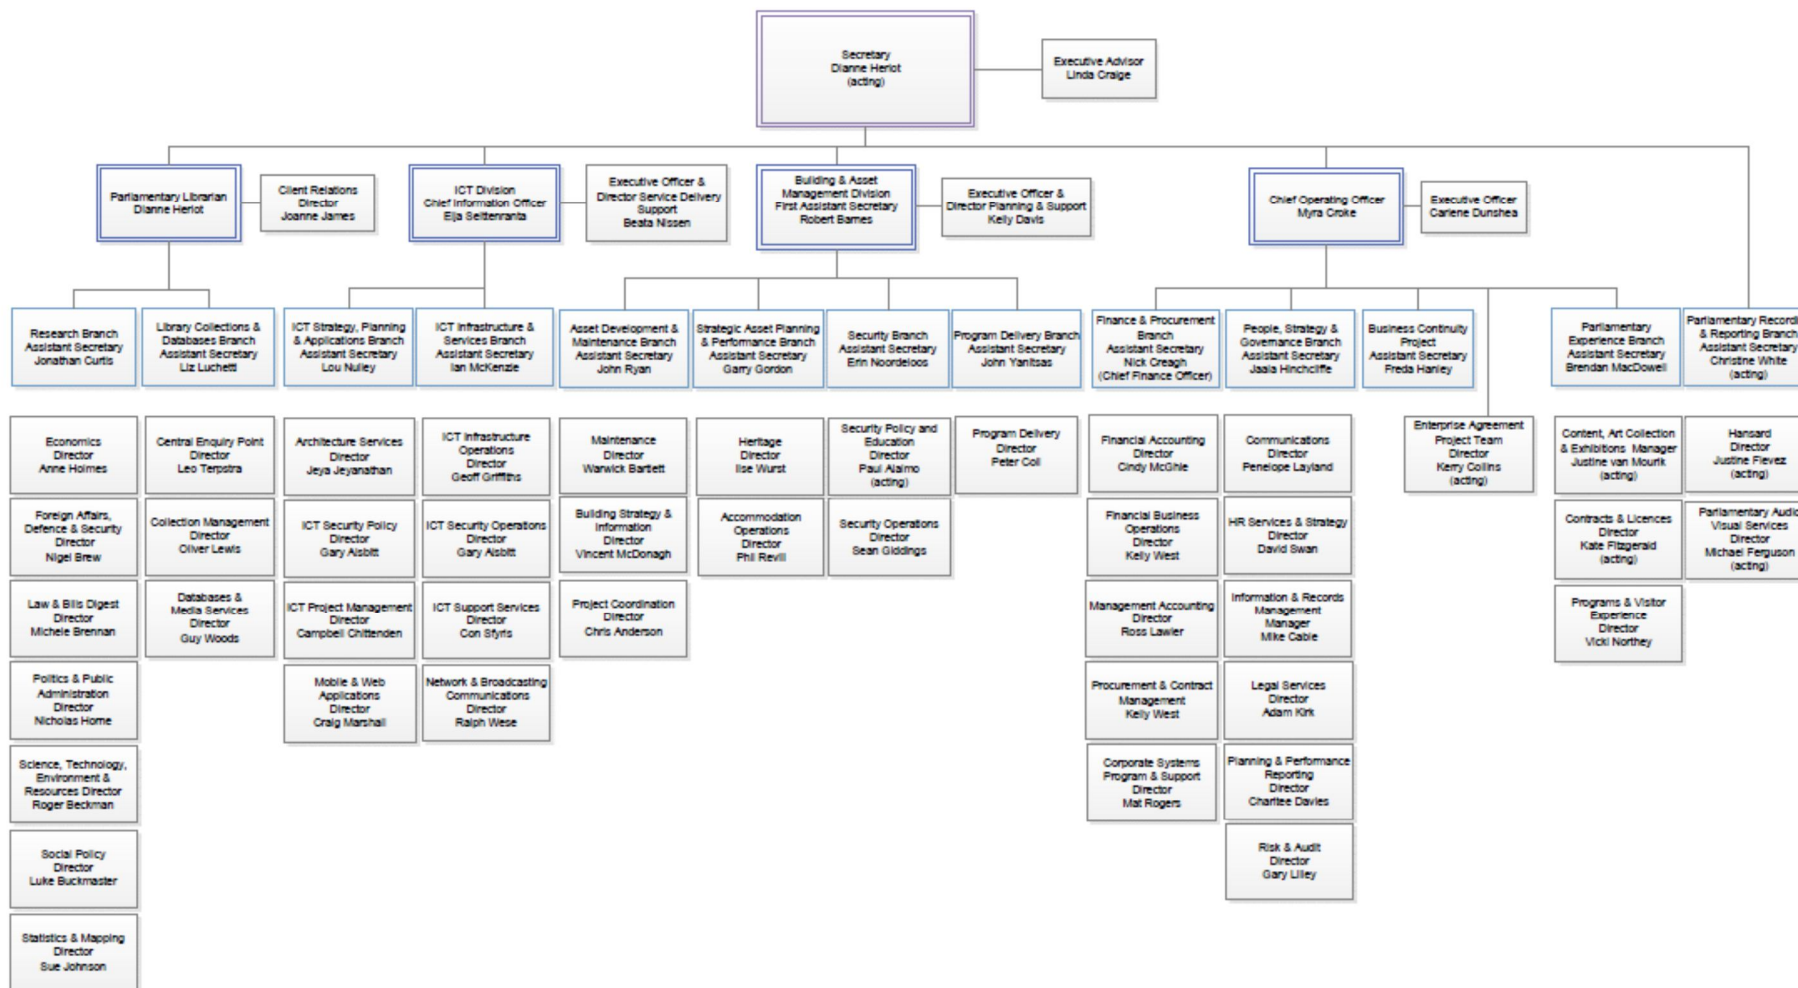 Secretary
Dianne Heriot
(acting)
Executive Advisor
Linda Craige
Parliamentary Librarian
Dianne Heriot
Client Relations
Director
Joanne James
ICT Division
Chief Information Officer
Eija Seittenranta
Executive Officer &
Director Service Delivery
Support
Beata Nissen
Building & Asset
Management Division
First Assistant Secretary
Robert Barnes
Executive Officer &
Director Planning & Support
Kelly Davis
Chief Operating Officer
Myra Croke
Executive Officer
Carlene Dunshea
Research Branch
Assistant Secretary
Jonathan Curtis
Library Collections &
Databases Branch
Assistant Secretary
Liz Luchetti
ICT Strategy, Planning
& Applications Branch
Assistant Secretary
Lou Nulley
ICT Infrastructure &
Services Branch
Assistant Secretary
Ian McKenzie
Asset Development &
Maintenance Branch
Assistant Secretary
John Ryan
Strategic Asset Planning
& Performance Branch
Assistant Secretary
Garry Gordon
Security Branch
Assistant Secretary
Erin Noordeloos
Program Delivery Branch
Assistant Secretary
John Yanitsas
Finance & Procurement
Branch
Assistant Secretary
Nick Creagh
(Chief Finance Officer)
People, Strategy &
Governance Branch
Assistant Secretary
Jaala Hinchcliffe
Business Continuity
Project
Assistant Secretary
Freda Hanley
Parliamentary
Experience Branch
Assistant Secretary
Brendan MacDowell
Parliamentary Recordin
& Reporting Branch
Assistant Secretary
Christine White
(acting)
Economics
Director
Anne Holmes
Foreign Affairs,
Defence & Security
Director
Nigel Brew
Law & Bills Digest
Director
Michele Brennan
Politics & Public
Administration
Director
Nicholas Horne
Science, Technology,
Environment &
Resources Director
Roger Beckman
Social Policy
Director
Luke Buckmaster
Statistics & Mapping
Director
Sue Johnson
Central Enquiry Point
Director
Leo Terpstra
Collection Management
Director
Oliver Lewis
Databases &
Media Services
Director
Guy Woods
Architecture Services
Director
Jeya Jeyanathan
ICT Security Policy
Director
Gary Aisbitt
ICT Project Management
Director
Campbell Chittenden
Mobile & Web
Applications
Director
Craig Marshall
ICT Infrastructure
Operations
Director
Geoff Griffiths
ICT Security Operations
Director
Gary Aisbitt
ICT Support Services
Director
Con Sfyris
Network & Broadcasting
Communications
Director
Ralph Wese
Maintenance
Director
Warwick Bartlett
Building Strategy &
Information
Director
Vincent McDonagh
Project Coordination
Director
Chris Anderson
Heritage
Director
Ilse Wurst
Accommodation
Operations
Director
Phil Revill
Security Policy and
Education
Director
Paul Alaimo
(acting)
Security Operations
Director
Sean Giddings
Program Delivery
Director
Peter Coll
Financial Accounting
Director
Cindy McGhie
Financial Business
Operations
Director
Kelly West
Management Accounting
Director
Ross Lawler
Procurement & Contract
Management
Kelly West
Corporate Systems
Program & Support
Director
Mat Rogers
Communications
Director
Penelope Layland
HR Services & Strategy
Director
David Swan
Information & Records
Management
Manager
Mike Cable
Legal Services
Director
Adam Kirk
Planning & Performance
Reporting
Director
Charitee Davies
Risk & Audit
Director
Gary Lilley
Enterprise Agreement
Project Team
Director
Kerry Collins
(acting)
Content, Art Collection
& Exhibitions Manager
Justine van Mourik
(acting)
Contracts & Licences
Director
Kate Fitzgerald
(acting)
Programs & Visitor
Experience
Director
Vicki Northey
Hansard
Director
Justine Fievez
(acting)
Parliamentary Audio
Visual Services
Director
Michael Ferguson
(acting)